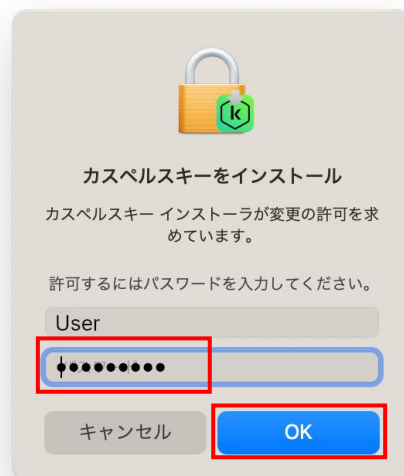 カスペルスキーをインストール
カスペルスキー インストーラが変更の許可を求
めています。
許可するにはパスワードを入力してください。
User
●●●●●●●●●
キャンセル
OK